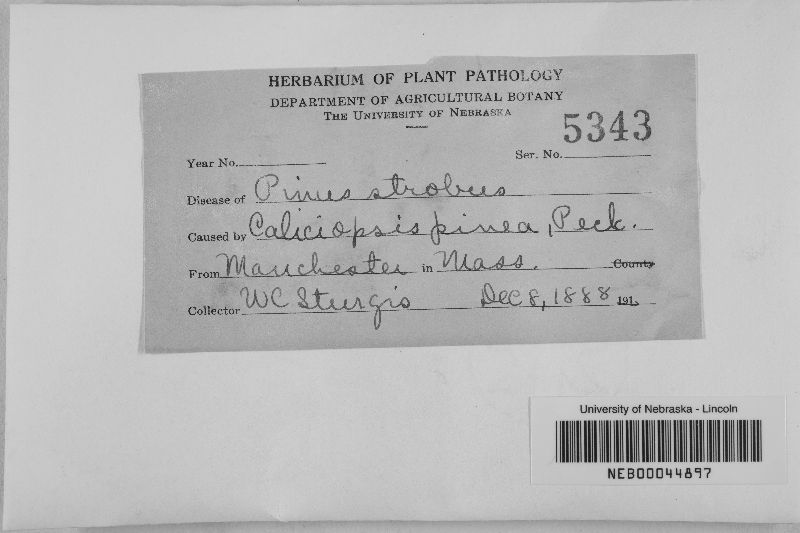 HERBARIUM OF PLANT PATHOLOGY
DEPARTMENT OF AGRICULTURAL BOTANY
THE UNIVERSITY OF NEBRASKA
5343
Year No. Ser. No.
Disease of Pinus strobus
Caused by Caliciopsis pinea, Peck.
From Manchester in Mass. County
Collector WC Sturgis Dec 8, 1888 191
University of Nebraska - Lincoln
NEB00044897